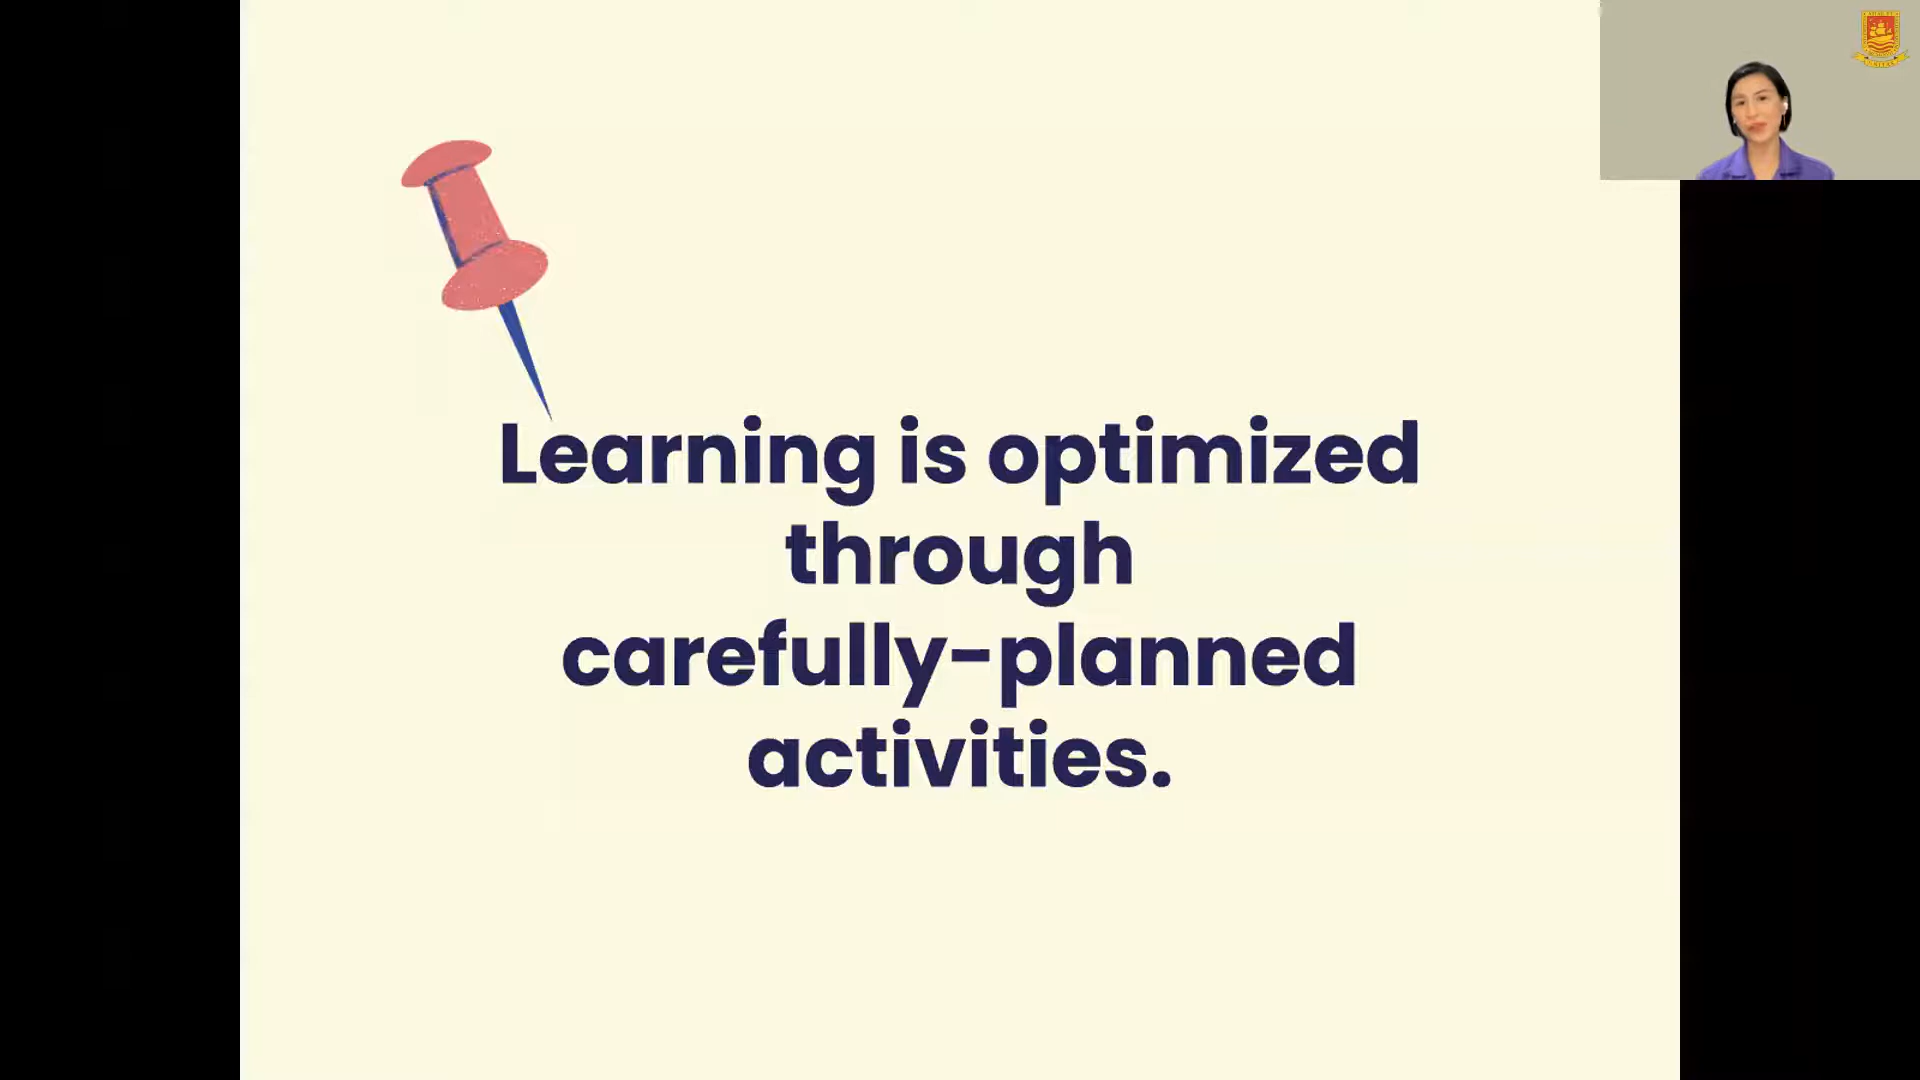 Learning is optimized
through
carefully-planned
activities.